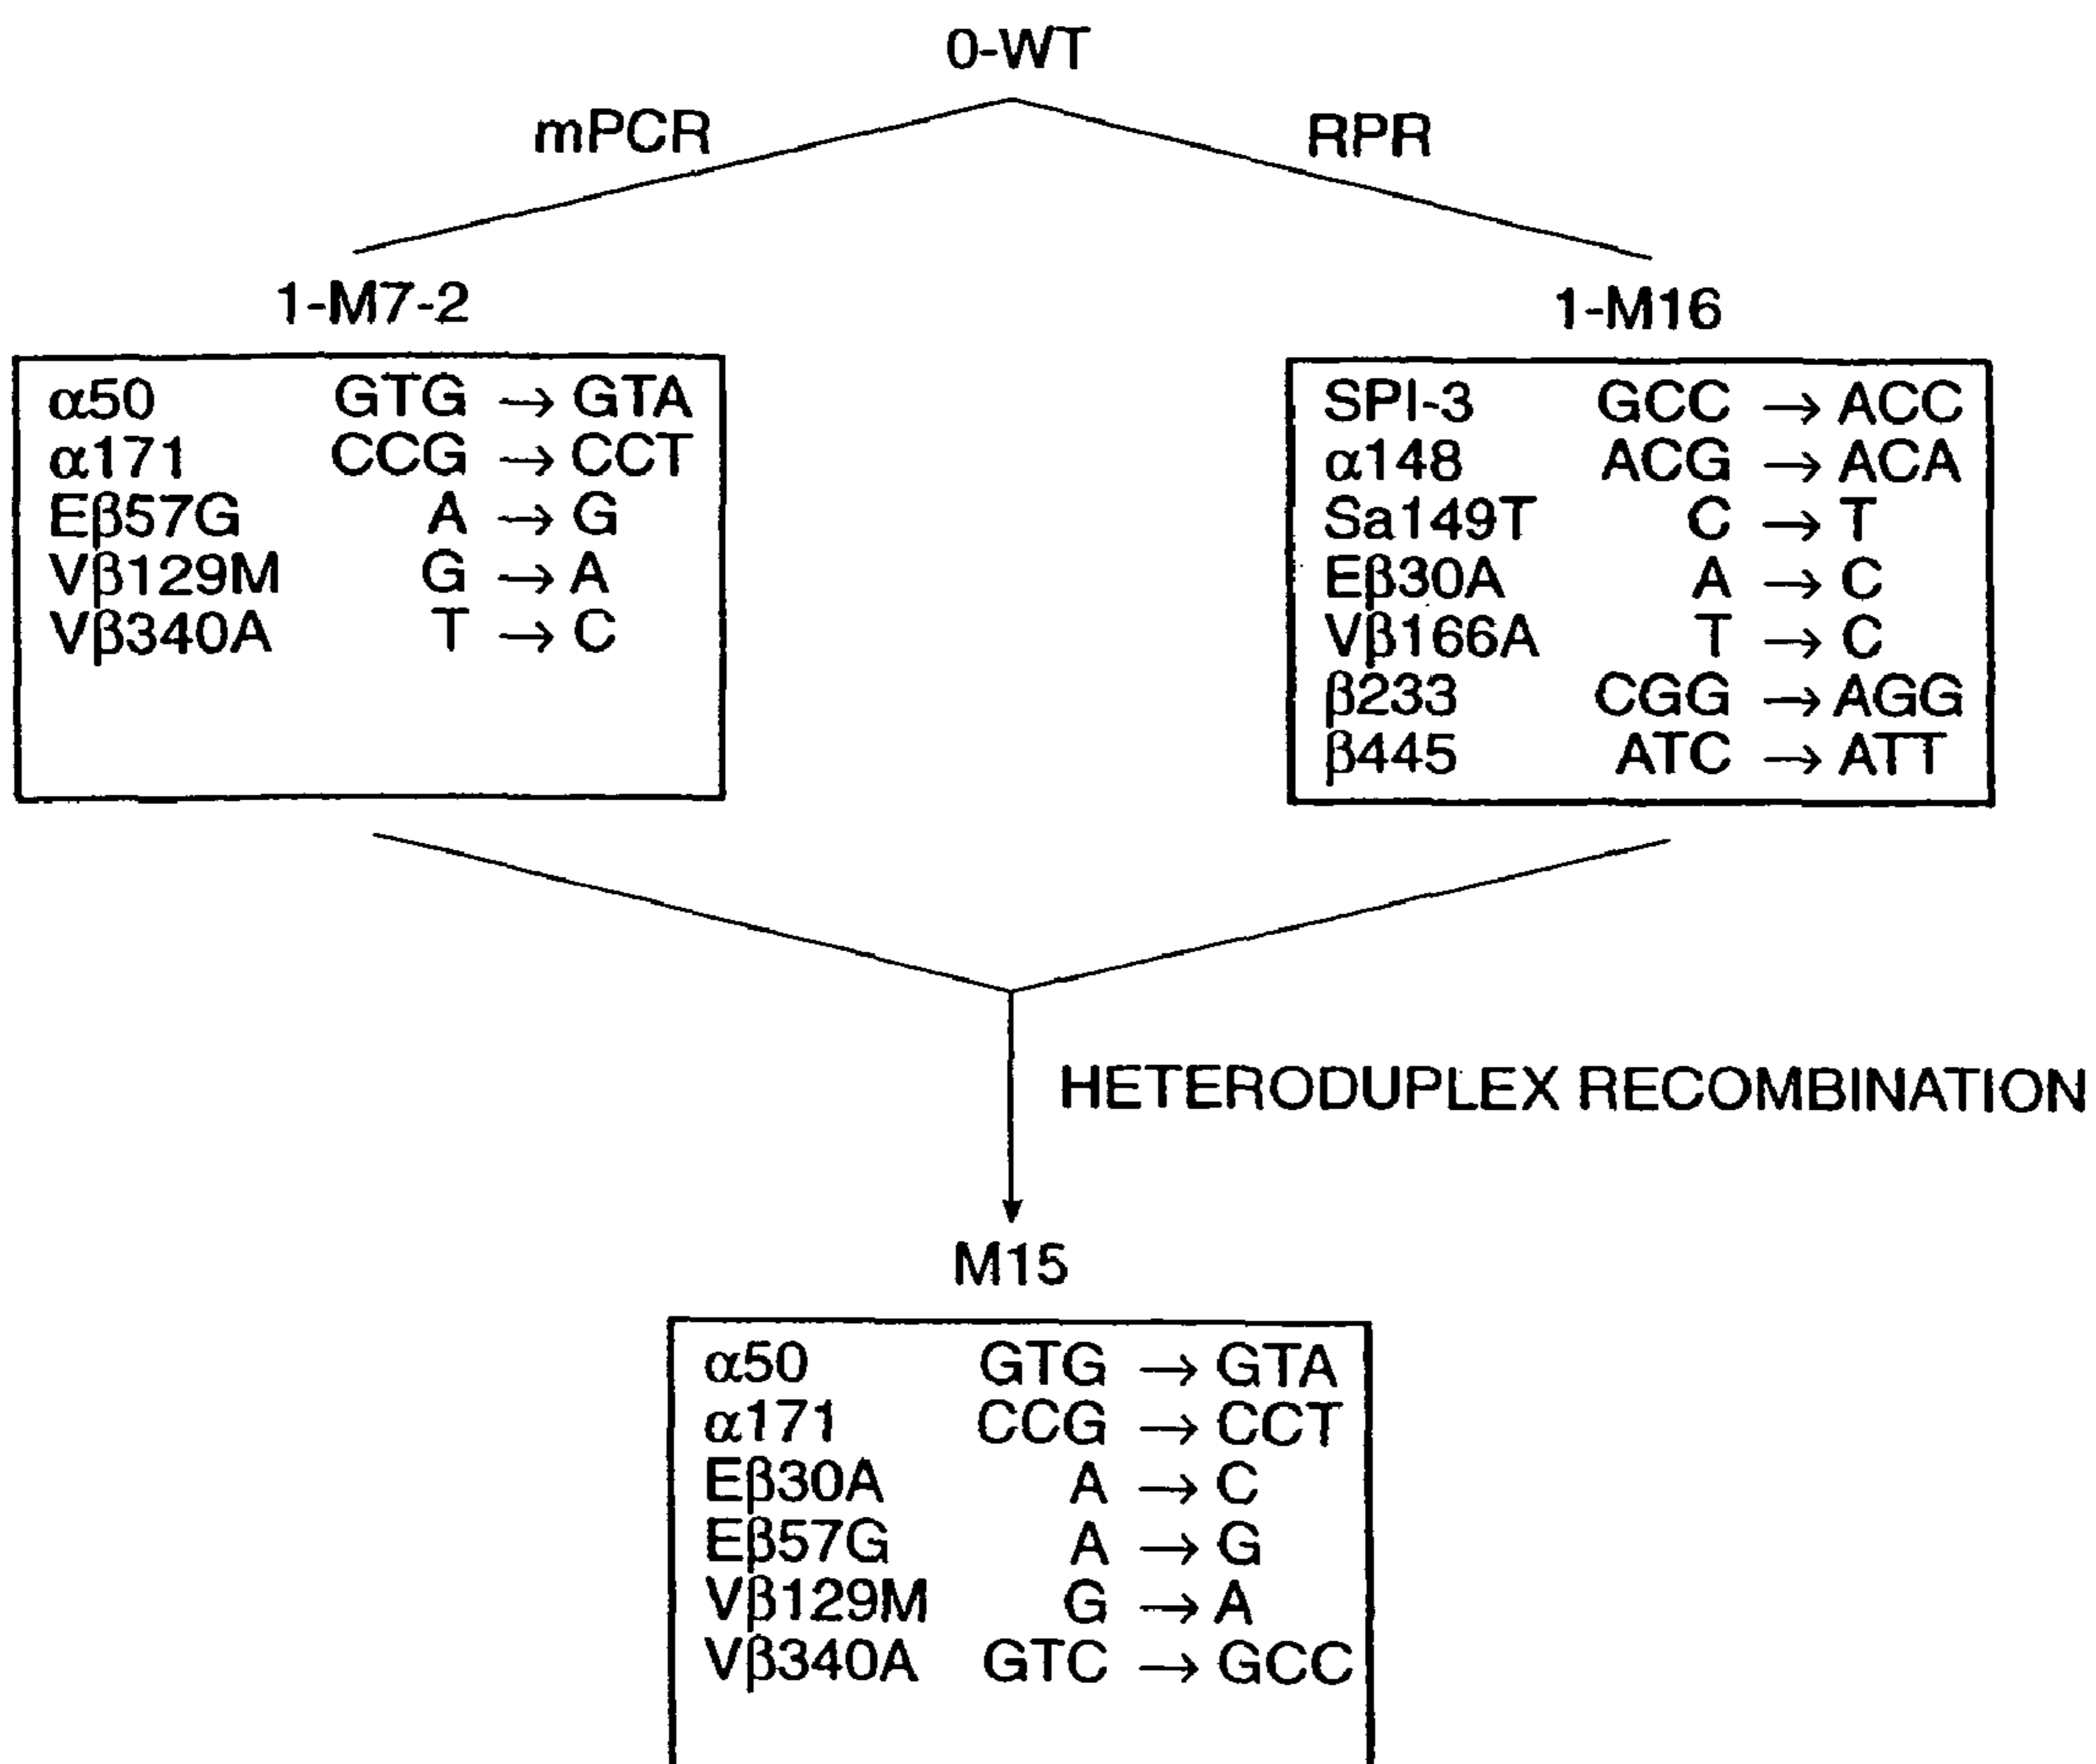 0-WT
mPCR RPR
1-M7-2
α50 GTG → GTA
α171 CCG → CCT
Eβ57G A → G
Vβ129M G → A
Vβ340A T → C
1-M16
SPI-3 GCC → ACC
α148 ACG → ACA
Sa149T C → T
Eβ30A A → C
Vβ166A T → C
β233 CGG → AGG
β445 ATC → ATT
HETERODUPLEX RECOMBINATION
M15
α50 GTG → GTA
α171 CCG → CCT
Eβ30A A → C
Eβ57G A → G
Vβ129M G → A
Vβ340A GTC → GCC